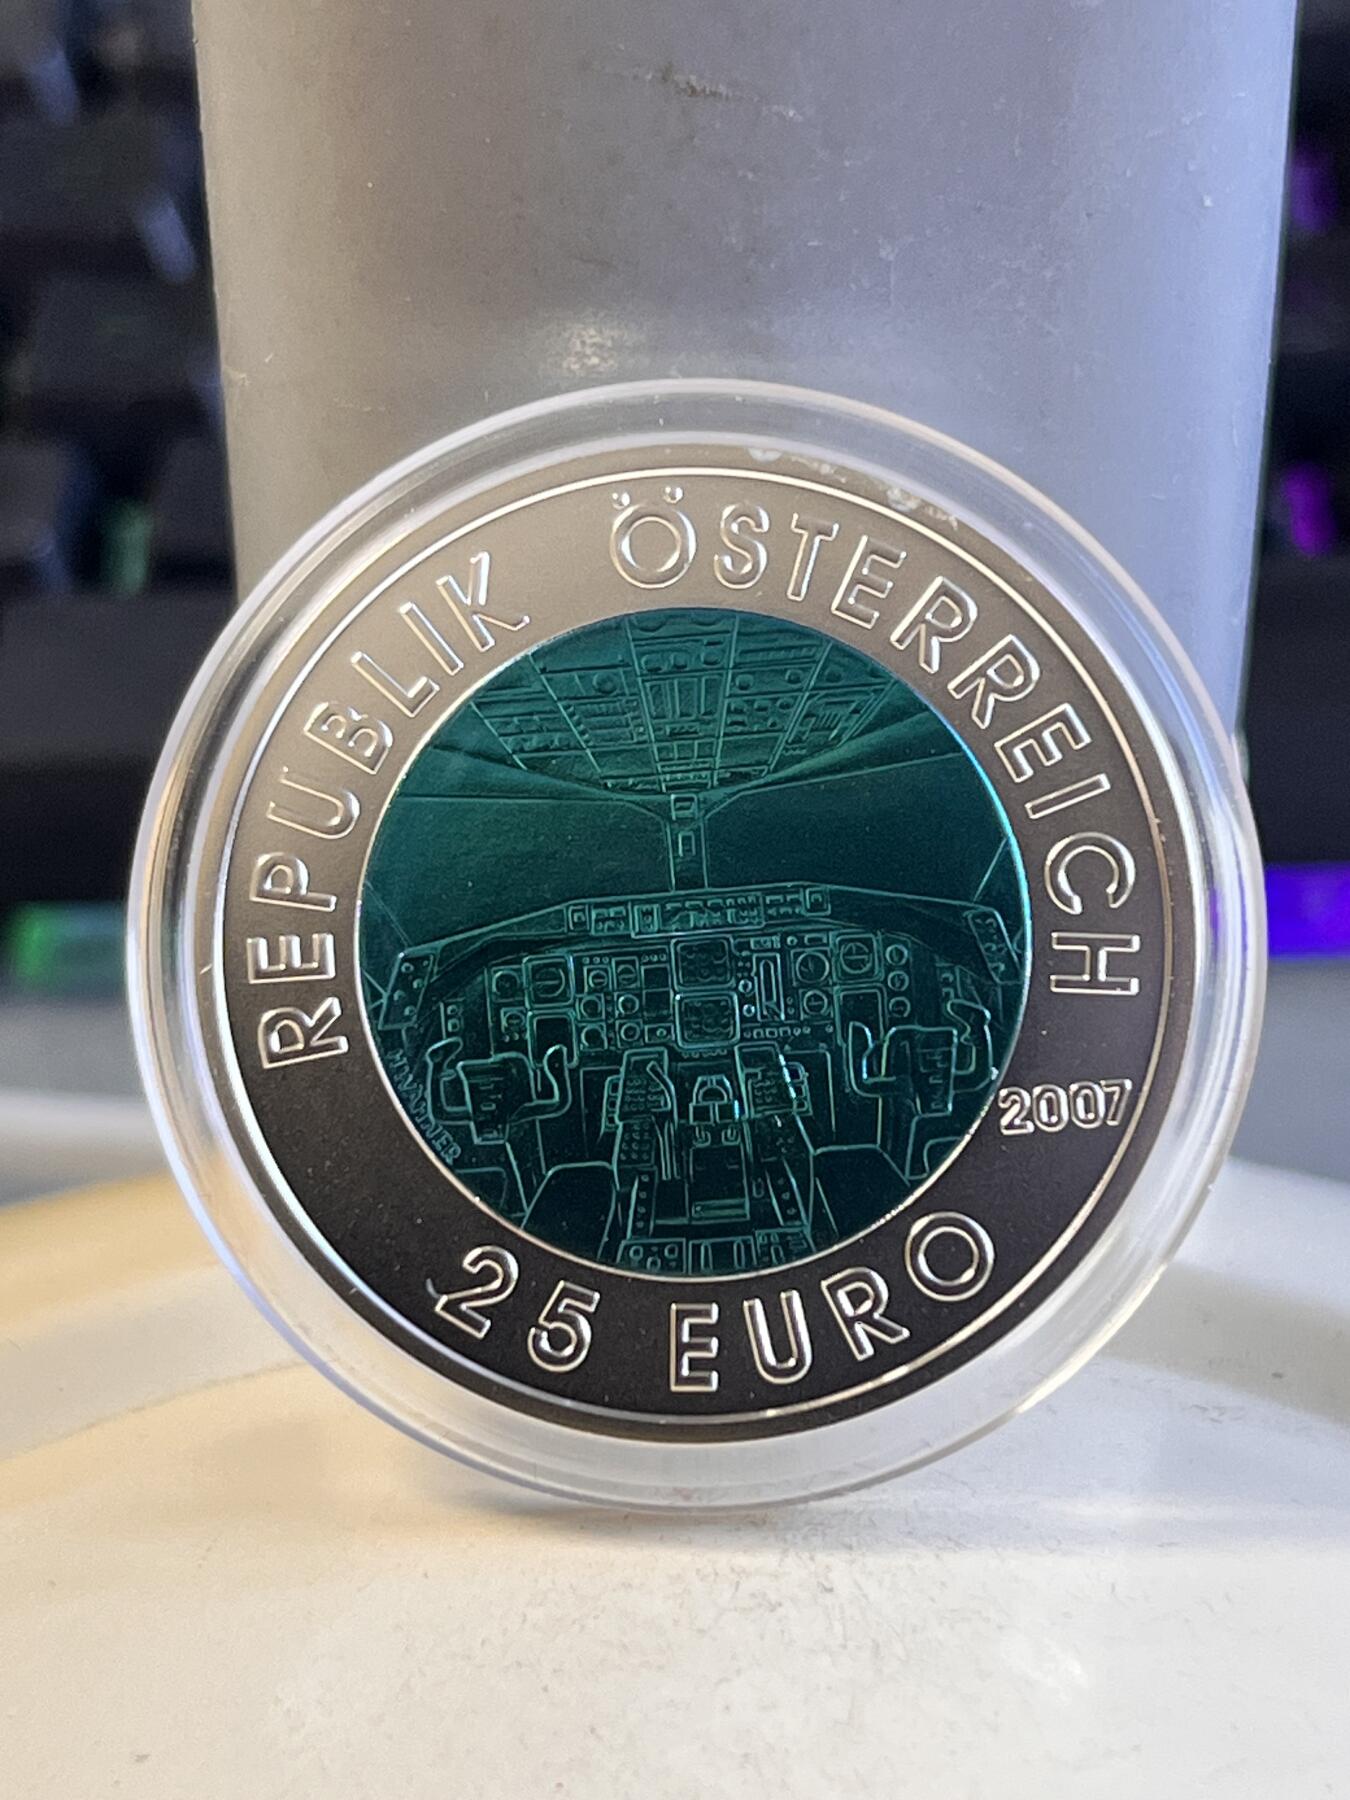 REPUBLIK ÖSTERREICH
2007
25 EURO